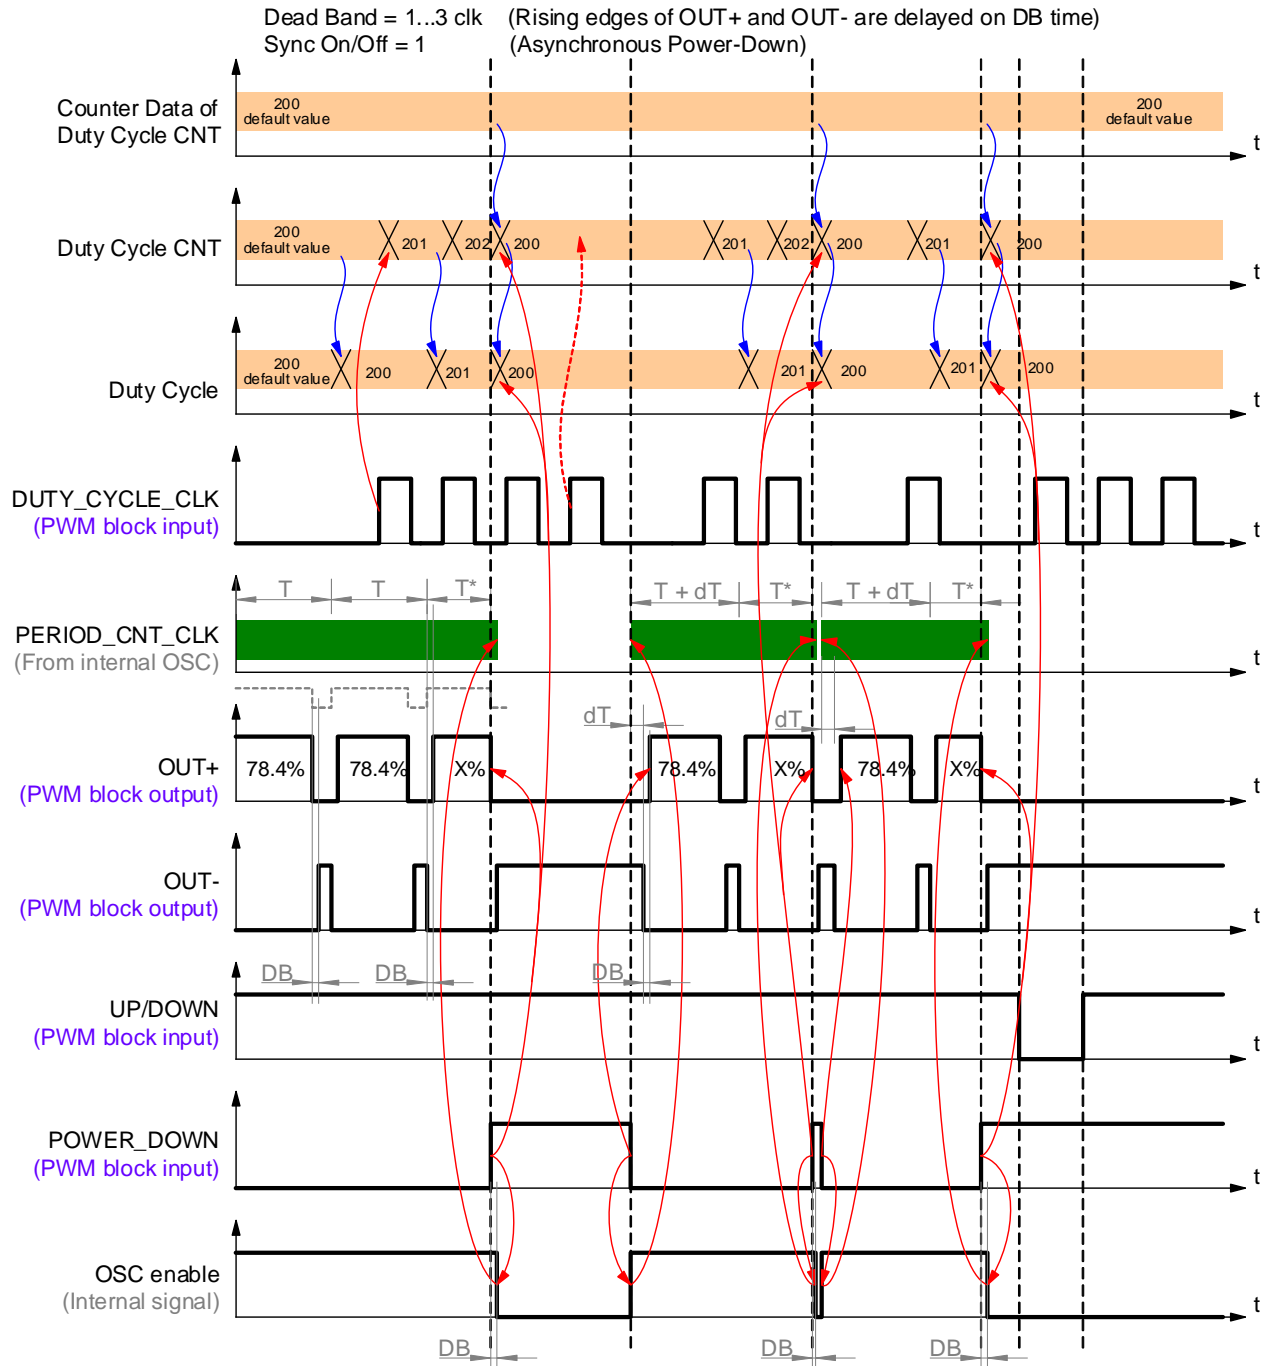 Dead Band = 1...3 clk (Rising edges of OUT+ and OUT- are delayed on DB time)
Sync On/Off = 1 (Asynchronous Power-Down)
Counter Data of
Duty Cycle CNT
200
default value
200
default value
t
Duty Cycle CNT
200
default value
201
202
200
201
202
200
201
200
t
Duty Cycle
200
default value
200
201
200
201
200
201
200
t
DUTY_CYCLE_CLK
(PWM block input)
t
T
T
T*
T + dT
T*
T + dT
T*
PERIOD_CNT_CLK
(From internal OSC)
t
dT
dT
OUT+
(PWM block output)
78.4%
78.4%
X%
78.4%
X%
78.4%
X%
t
OUT-
(PWM block output)
t
DB
DB
DB
UP/DOWN
(PWM block input)
t
POWER_DOWN
(PWM block input)
t
OSC enable
(Internal signal)
t
DB
DB
DB